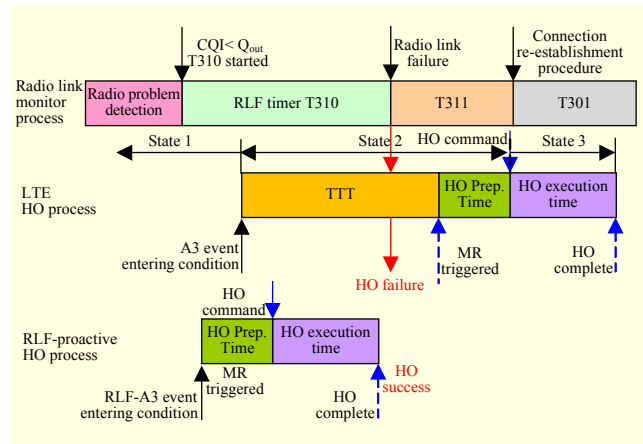 CQI< Qout
T310 started
Radio link
failure
Connection
re-establishment
procedure
Radio link
monitor
process
Radio problem
detection
RLF timer T310
T311
T301
State 1
State 2
HO command
State 3
LTE
HO process
TTT
HO Prep.
Time
HO execution
time
A3 event
entering condition
MR
triggered
HO
complete
HO failure
HO
command
RLF-proactive
HO process
HO Prep.
Time
HO execution
time
MR
triggered
HO
success
RLF-A3 event
entering condition
HO
complete